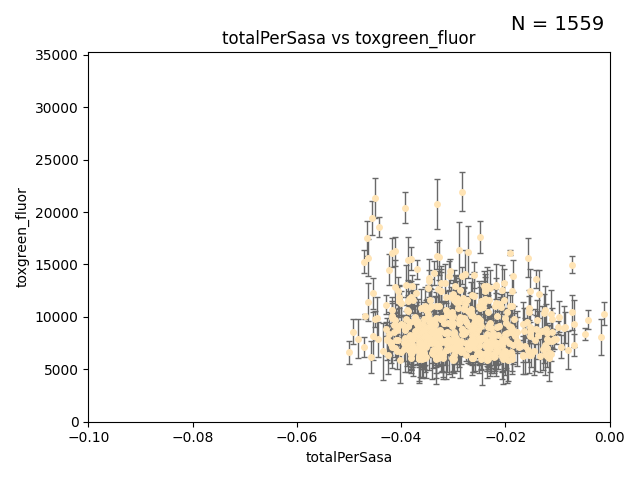 N = 1559
totalPerSasa vs toxgreen_fluor
35000
30000
25000
20000
15000
10000
5000
0
toxgreen_fluor
−0.10 −0.08 −0.06 −0.04 −0.02 0.00
totalPerSasa